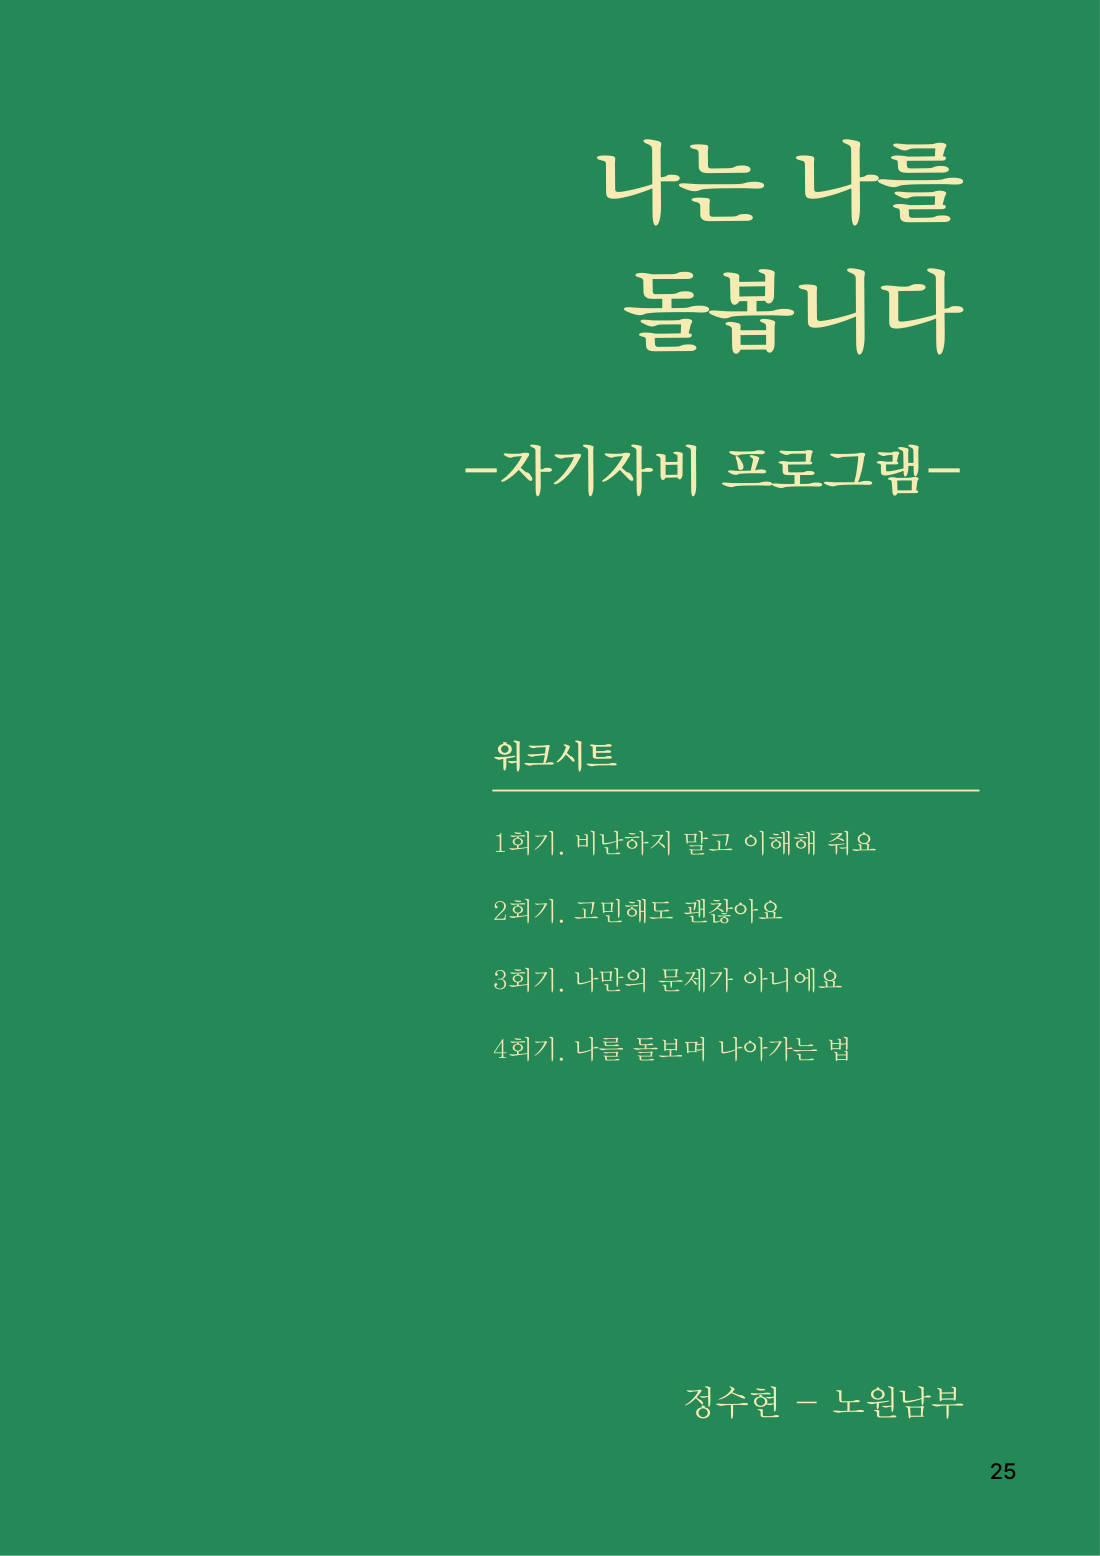 나는 나를
돌봅니다
-자기자비 프로그램-
워크시트
1회기. 비난하지 말고 이해해 줘요
2회기. 고민해도 괜찮아요
3회기. 나만의 문제가 아니에요
4회기. 나를 돌보며 나아가는 법
정수현 - 노원남부
25